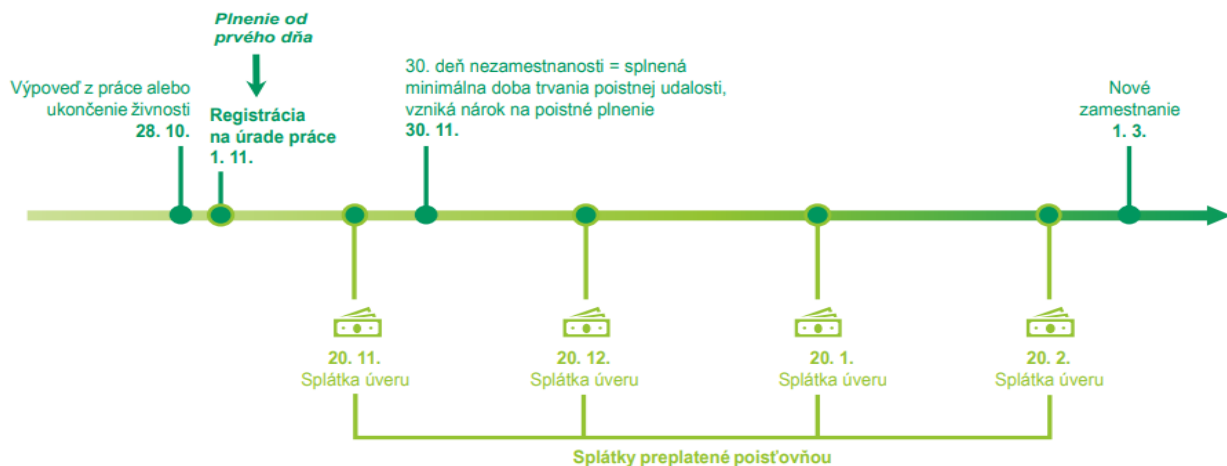 Plnenie od
prvého dňa
Výpoveď z práce alebo
ukončenie živnosti
28. 10.
Registrácia
na úrade práce
1. 11.
30. deň nezamestnanosti = splnená
minimálna doba trvania poistnej udalosti,
vzniká nárok na poistné plnenie
30. 11.
Nové
zamestnanie
1. 3.
20. 11.
Splátka úveru
20. 12.
Splátka úveru
20. 1.
Splátka úveru
20. 2.
Splátka úveru
Splátky preplatené poisťovňou